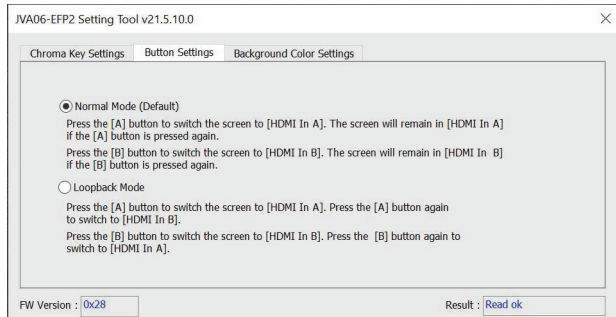 JVA06-EFP2 Setting Tool v21.5.10.0
Chroma Key Settings Button Settings Background Color Settings
Normal Mode (Default)
Press the [A] button to switch the screen to [HDMI In A]. The screen will remain in [HDMI In A]
if the [A] button is pressed again.
Press the [B] button to switch the screen to [HDMI In B]. The screen will remain in [HDMI In B]
if the [B] button is pressed again.
Loopback Mode
Press the [A] button to switch the screen to [HDMI In A]. Press the [A] button again
to switch to [HDMI In B].
Press the [B] button to switch the screen to [HDMI In B]. Press the [B] button again to
switch to [HDMI In A].
FW Version : 0x28 Result : Read ok